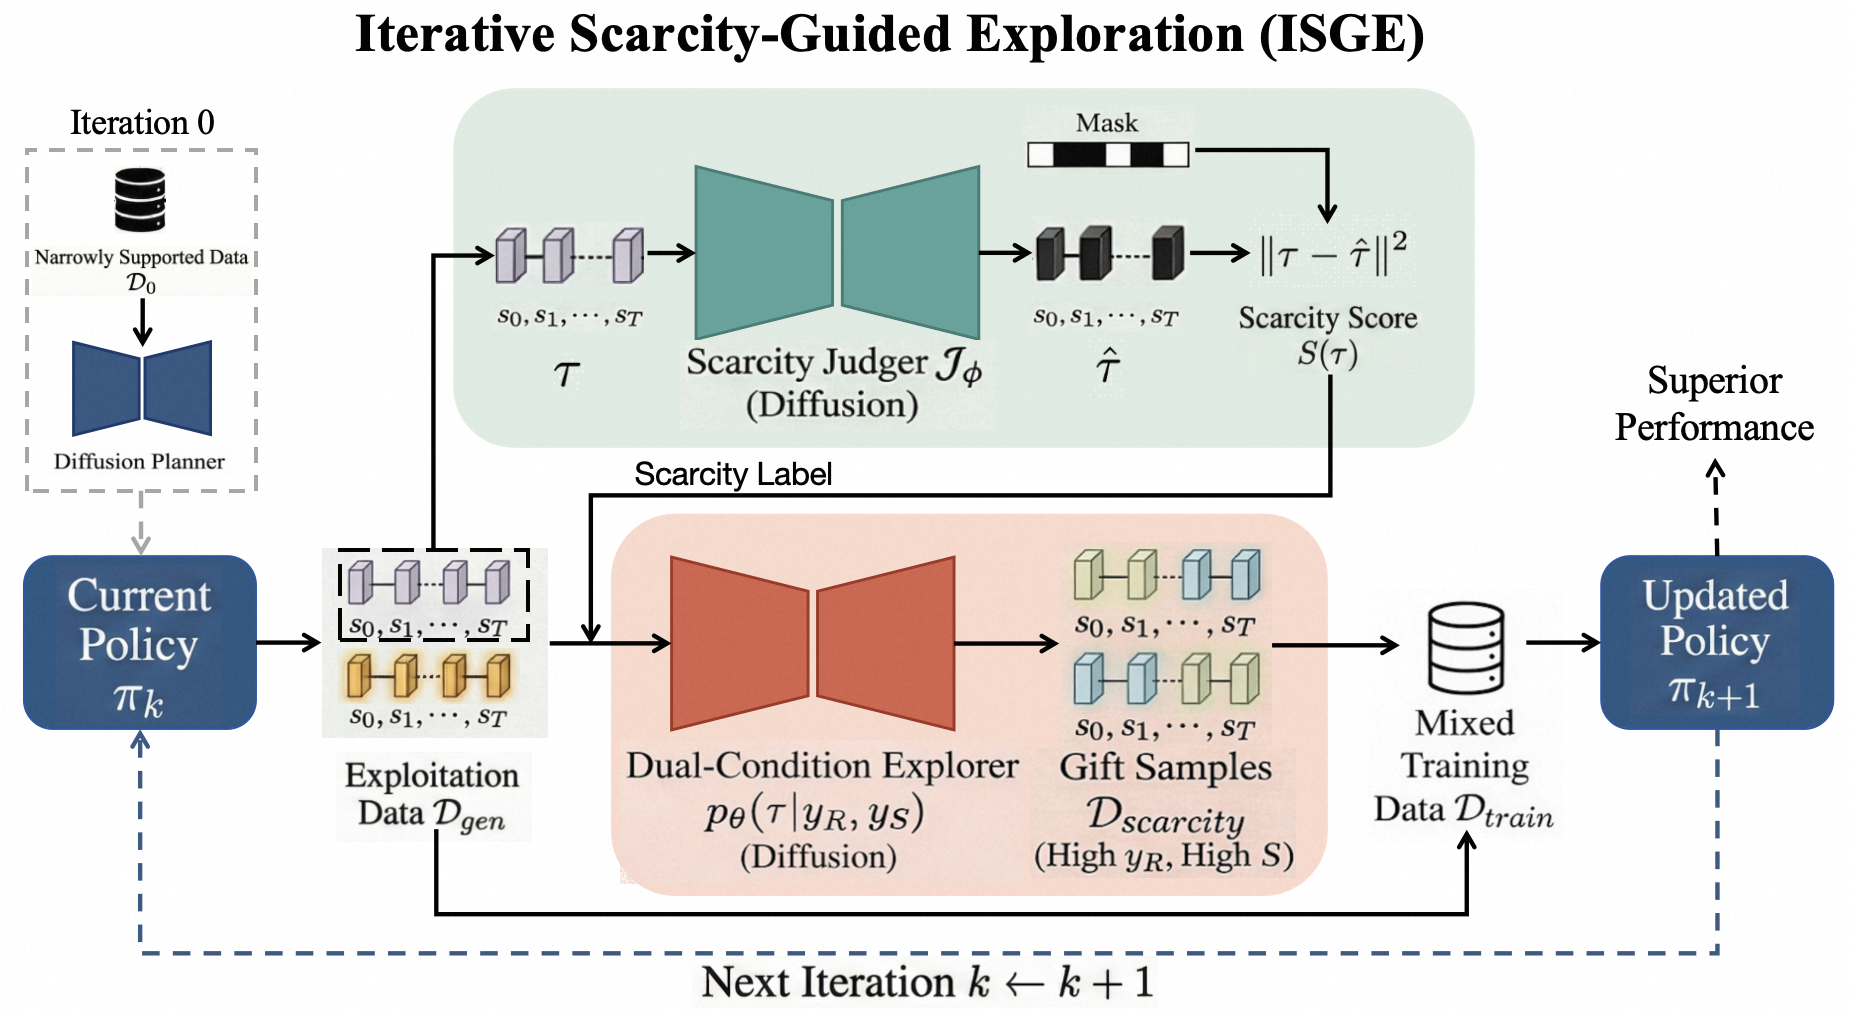 Iterative Scarcity-Guided Exploration (ISGE)
Iteration 0
Narrowly Supported Data
𝒟₀
Diffusion Planner
Mask
s₀, s₁, ⋯, s_T
τ
Scarcity Judger 𝒥_ϕ
(Diffusion)
s₀, s₁, ⋯, s_T
τ̂
‖τ − τ̂‖²
Scarcity Score
S(τ)
Scarcity Label
Superior
Performance
Current
Policy
π_k
s₀, s₁, ⋯, s_T
s₀, s₁, ⋯, s_T
Exploitation
Data 𝒟_gen
Dual-Condition Explorer
p_θ(τ|y_R, y_S)
(Diffusion)
s₀, s₁, ⋯, s_T
s₀, s₁, ⋯, s_T
Gift Samples
𝒟_scarcity
(High y_R, High S)
Mixed
Training
Data 𝒟_train
Updated
Policy
π_{k+1}
Next Iteration k ← k + 1